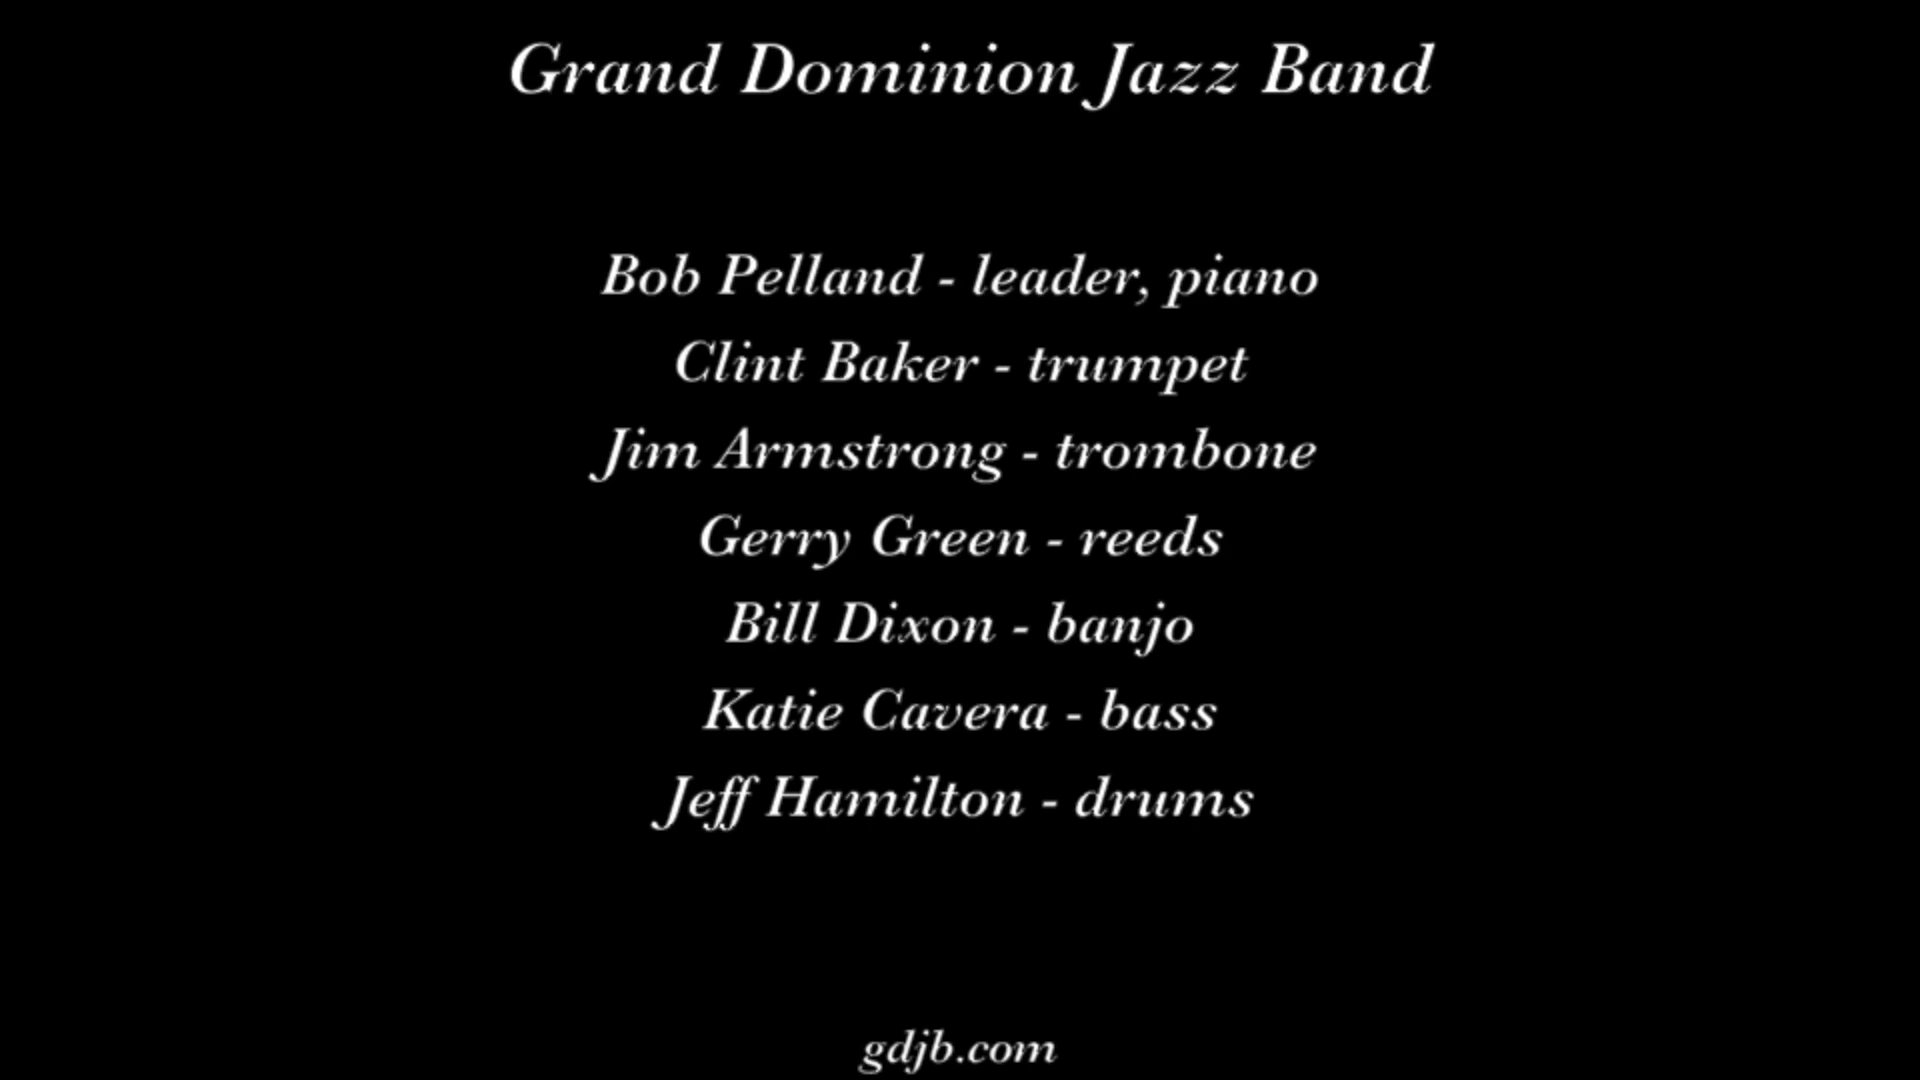 Grand Dominion Jazz Band
Bob Pelland - leader, piano
Clint Baker - trumpet
Jim Armstrong - trombone
Gerry Green - reeds
Bill Dixon - banjo
Katie Cavera - bass
Jeff Hamilton - drums
gdjb.com